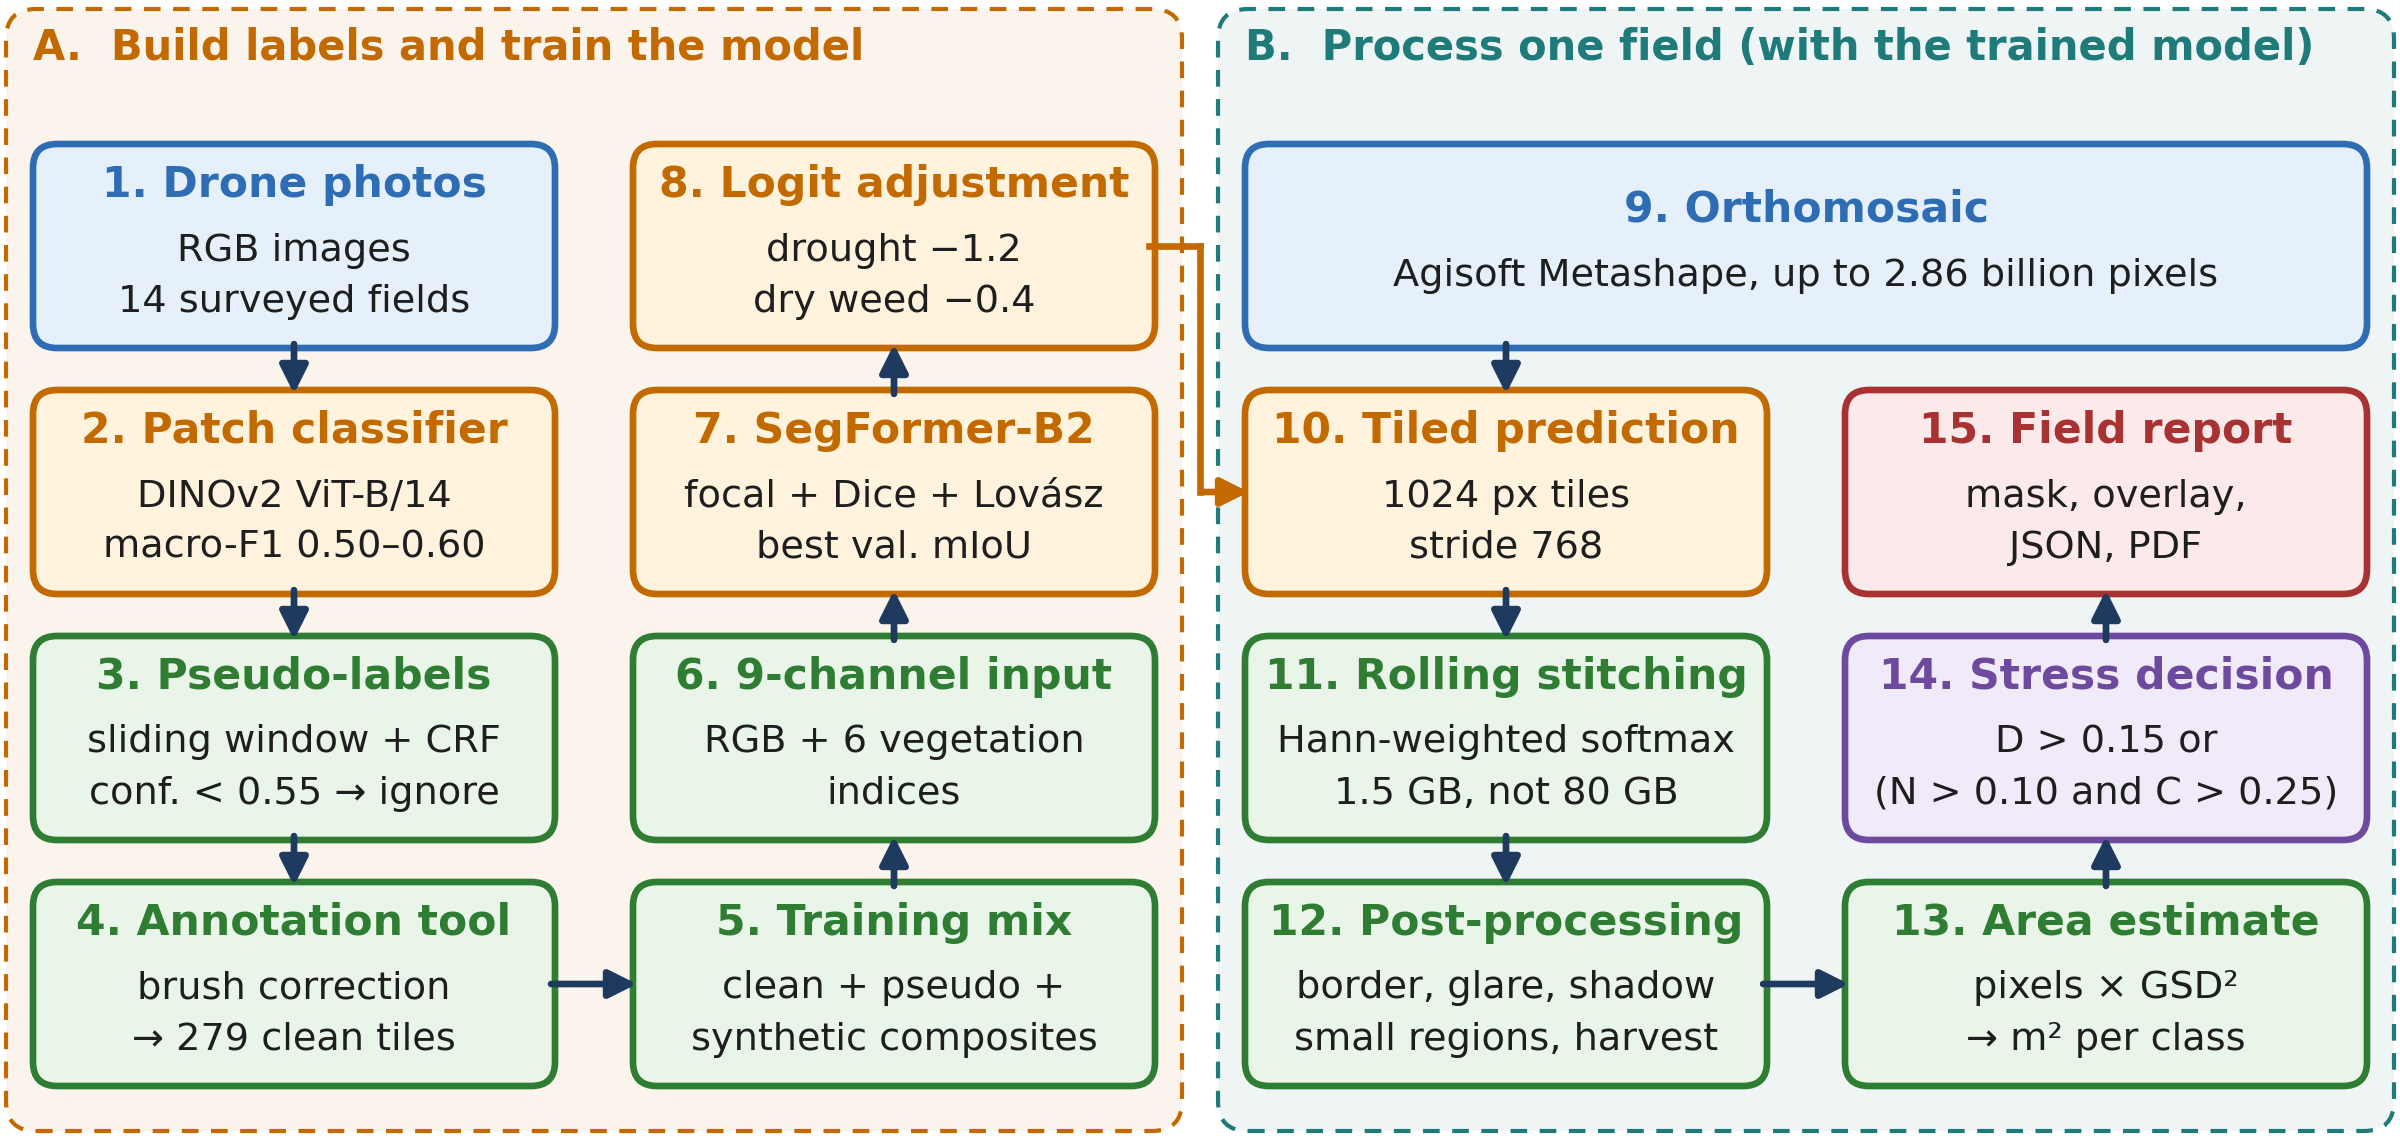 A.  Build labels and train the model
1. Drone photos
RGB images
14 surveyed fields
2. Patch classifier
DINOv2 ViT-B/14
macro-F1 0.50–0.60
3. Pseudo-labels
sliding window + CRF
conf. < 0.55 → ignore
4. Annotation tool
brush correction
→ 279 clean tiles
5. Training mix
clean + pseudo +
synthetic composites
6. 9-channel input
RGB + 6 vegetation
indices
7. SegFormer-B2
focal + Dice + Lovász
best val. mIoU
8. Logit adjustment
drought −1.2
dry weed −0.4
B.  Process one field (with the trained model)
9. Orthomosaic
Agisoft Metashape, up to 2.86 billion pixels
10. Tiled prediction
1024 px tiles
stride 768
11. Rolling stitching
Hann-weighted softmax
1.5 GB, not 80 GB
12. Post-processing
border, glare, shadow
small regions, harvest
13. Area estimate
pixels × GSD²
→ m² per class
14. Stress decision
D > 0.15 or
(N > 0.10 and C > 0.25)
15. Field report
mask, overlay,
JSON, PDF